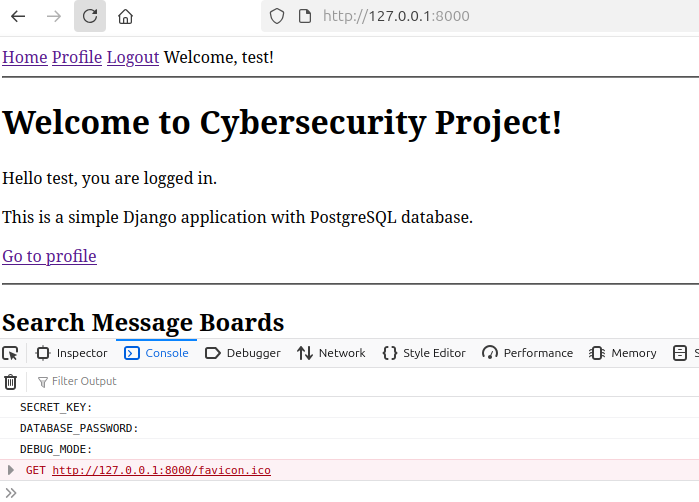 http://127.0.0.1:8000
Home Profile Logout Welcome, test!
Welcome to Cybersecurity Project!
Hello test, you are logged in.
This is a simple Django application with PostgreSQL database.
Go to profile
Search Message Boards
Inspector Console Debugger Network Style Editor Performance Memory S
Filter Output
SECRET_KEY:
DATABASE_PASSWORD:
DEBUG_MODE:
GET http://127.0.0.1:8000/favicon.ico